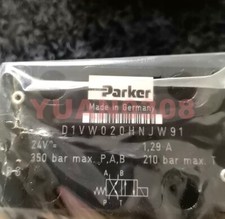 Parker
Made in Germany
D1VW020HNJW91
24V= 1,29 A
350 bar max. P,A,B 210 bar max. T
A B
P T